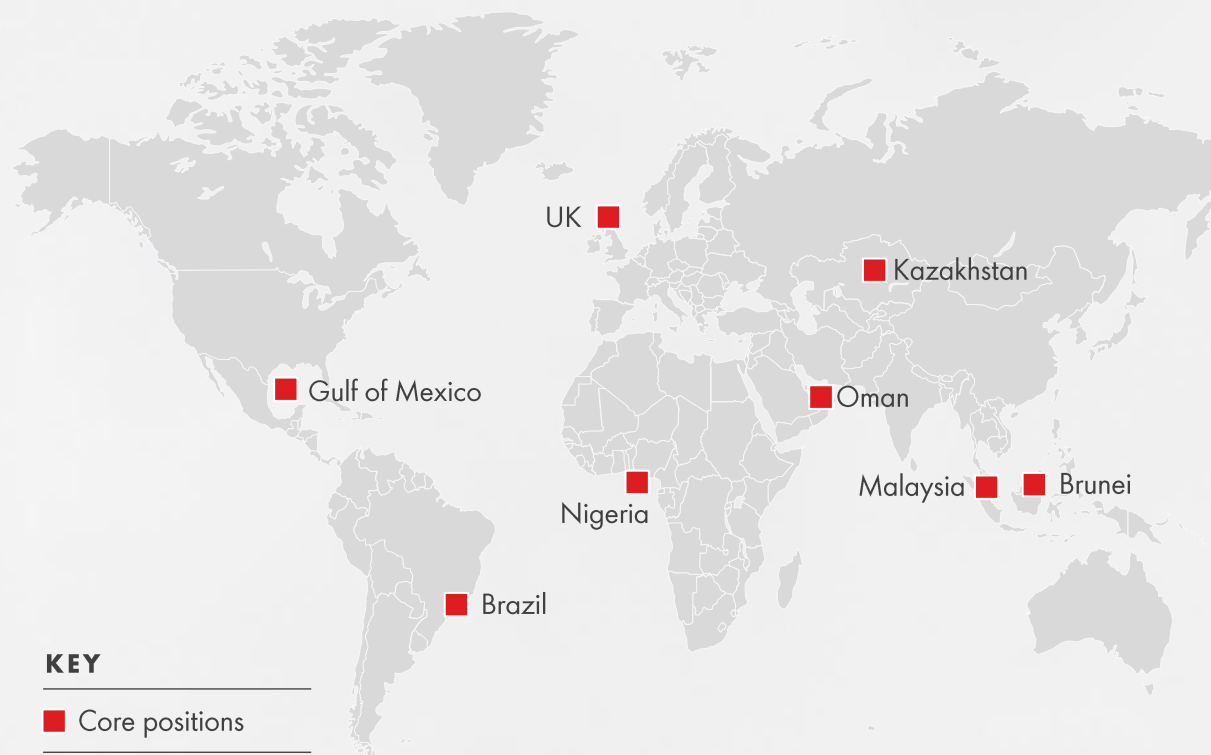 UK
Kazakhstan
Gulf of Mexico
Oman
Malaysia
Brunei
Nigeria
Brazil
KEY
Core positions